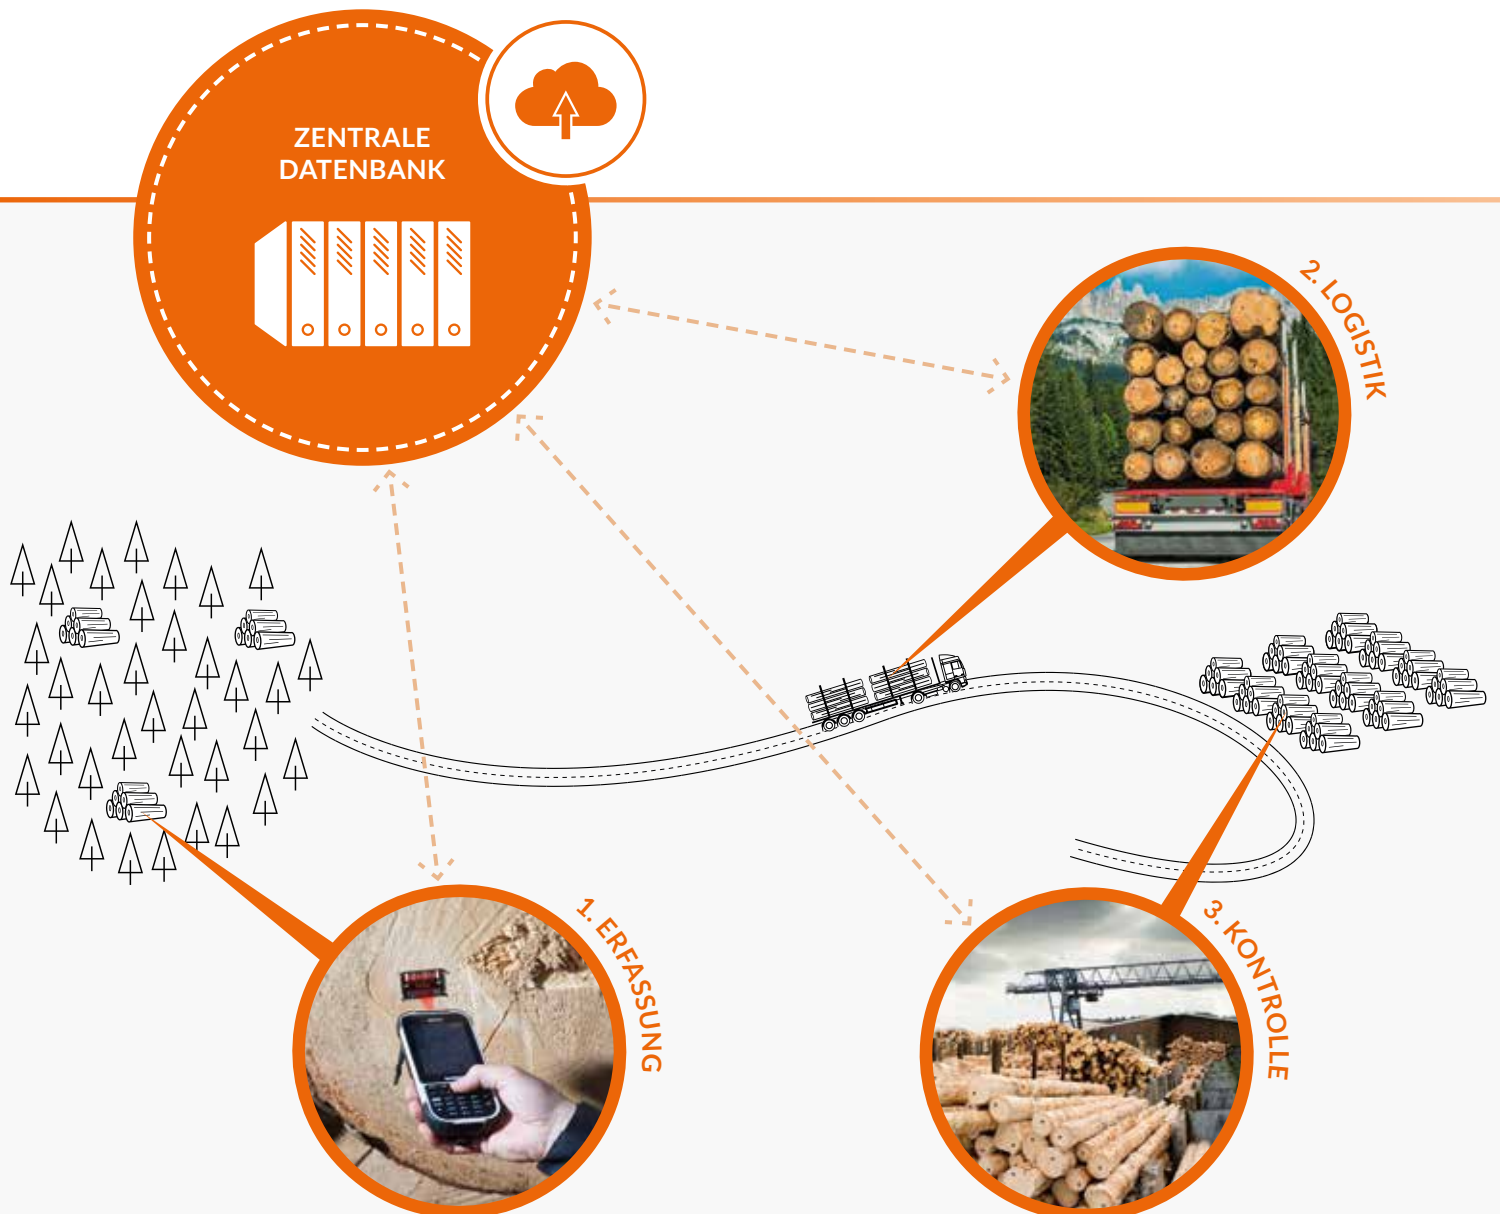 ZENTRALE
DATENBANK
2. LOGISTIK
1. ERFASSUNG
3. KONTROLLE